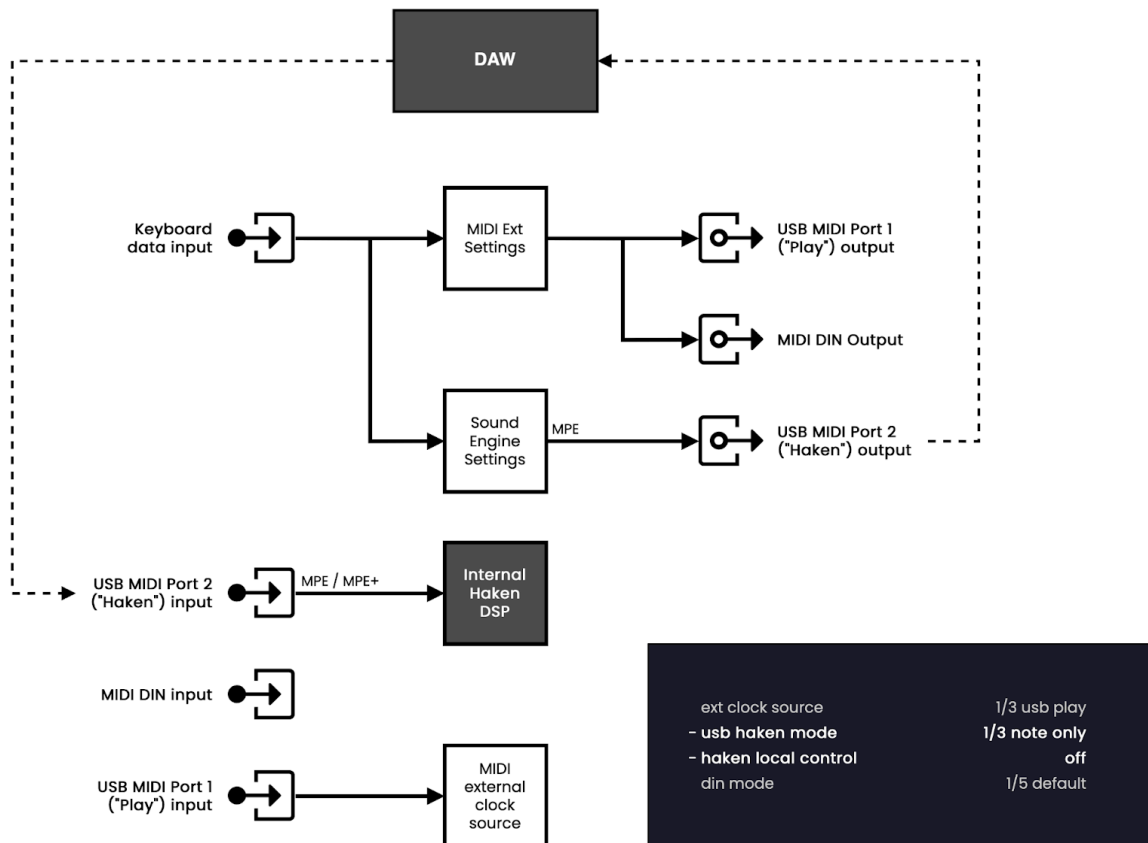 DAW
Keyboard
data input
MIDI Ext
Settings
USB MIDI Port 1
("Play") output
MIDI DIN Output
Sound
Engine
Settings
MPE
USB MIDI Port 2
("Haken") output
USB MIDI Port 2
("Haken") input
MPE / MPE+
Internal
Haken
DSP
MIDI DIN input
USB MIDI Port 1
("Play") input
MIDI
external
clock
source
ext clock source 1/3 usb play
- usb haken mode 1/3 note only
- haken local control off
din mode 1/5 default